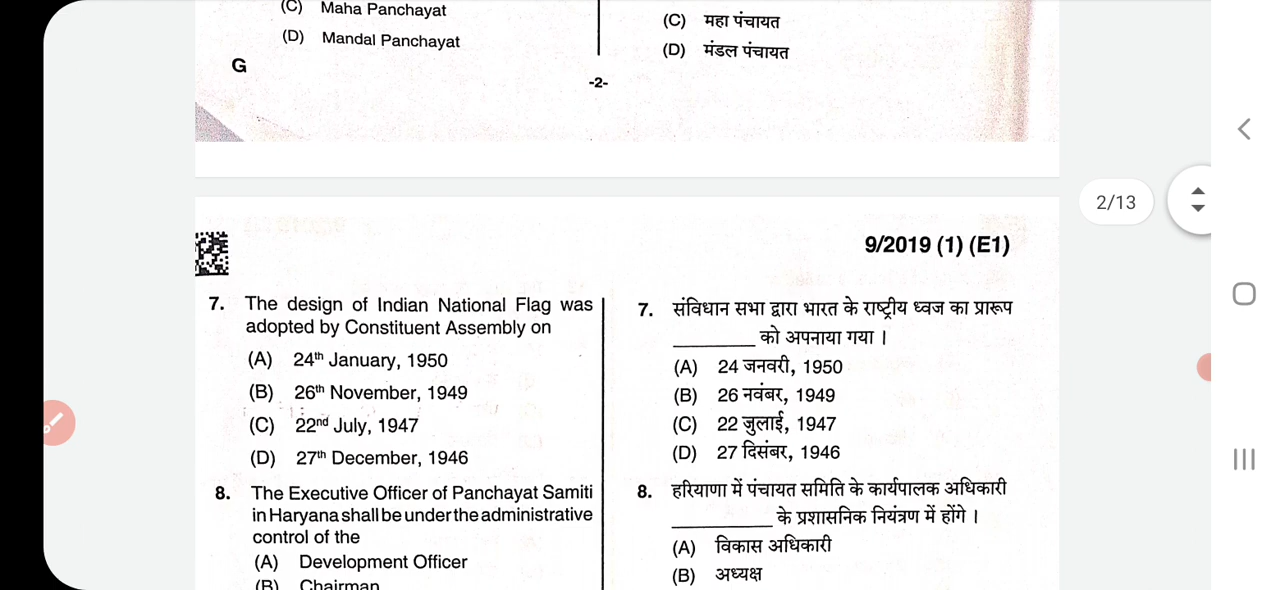 (C) Maha Panchayat
(D) Mandal Panchayat
(C) महा पंचायत
(D) मंडल पंचायत
G
-2-
2/13
9/2019 (1) (E1)
7. The design of Indian National Flag was
adopted by Constituent Assembly on
(A) 24th January, 1950
(B) 26th November, 1949
(C) 22nd July, 1947
(D) 27th December, 1946
8. The Executive Officer of Panchayat Samiti
in Haryana shall be under the administrative
control of the
(A) Development Officer
(B) Chairman
7. संविधान सभा द्वारा भारत के राष्ट्रीय ध्वज का प्रारूप
________ को अपनाया गया ।
(A) 24 जनवरी, 1950
(B) 26 नवंबर, 1949
(C) 22 जुलाई, 1947
(D) 27 दिसंबर, 1946
8. हरियाणा में पंचायत समिति के कार्यपालक अधिकारी
__________ के प्रशासनिक नियंत्रण में होंगे ।
(A) विकास अधिकारी
(B) अध्यक्ष